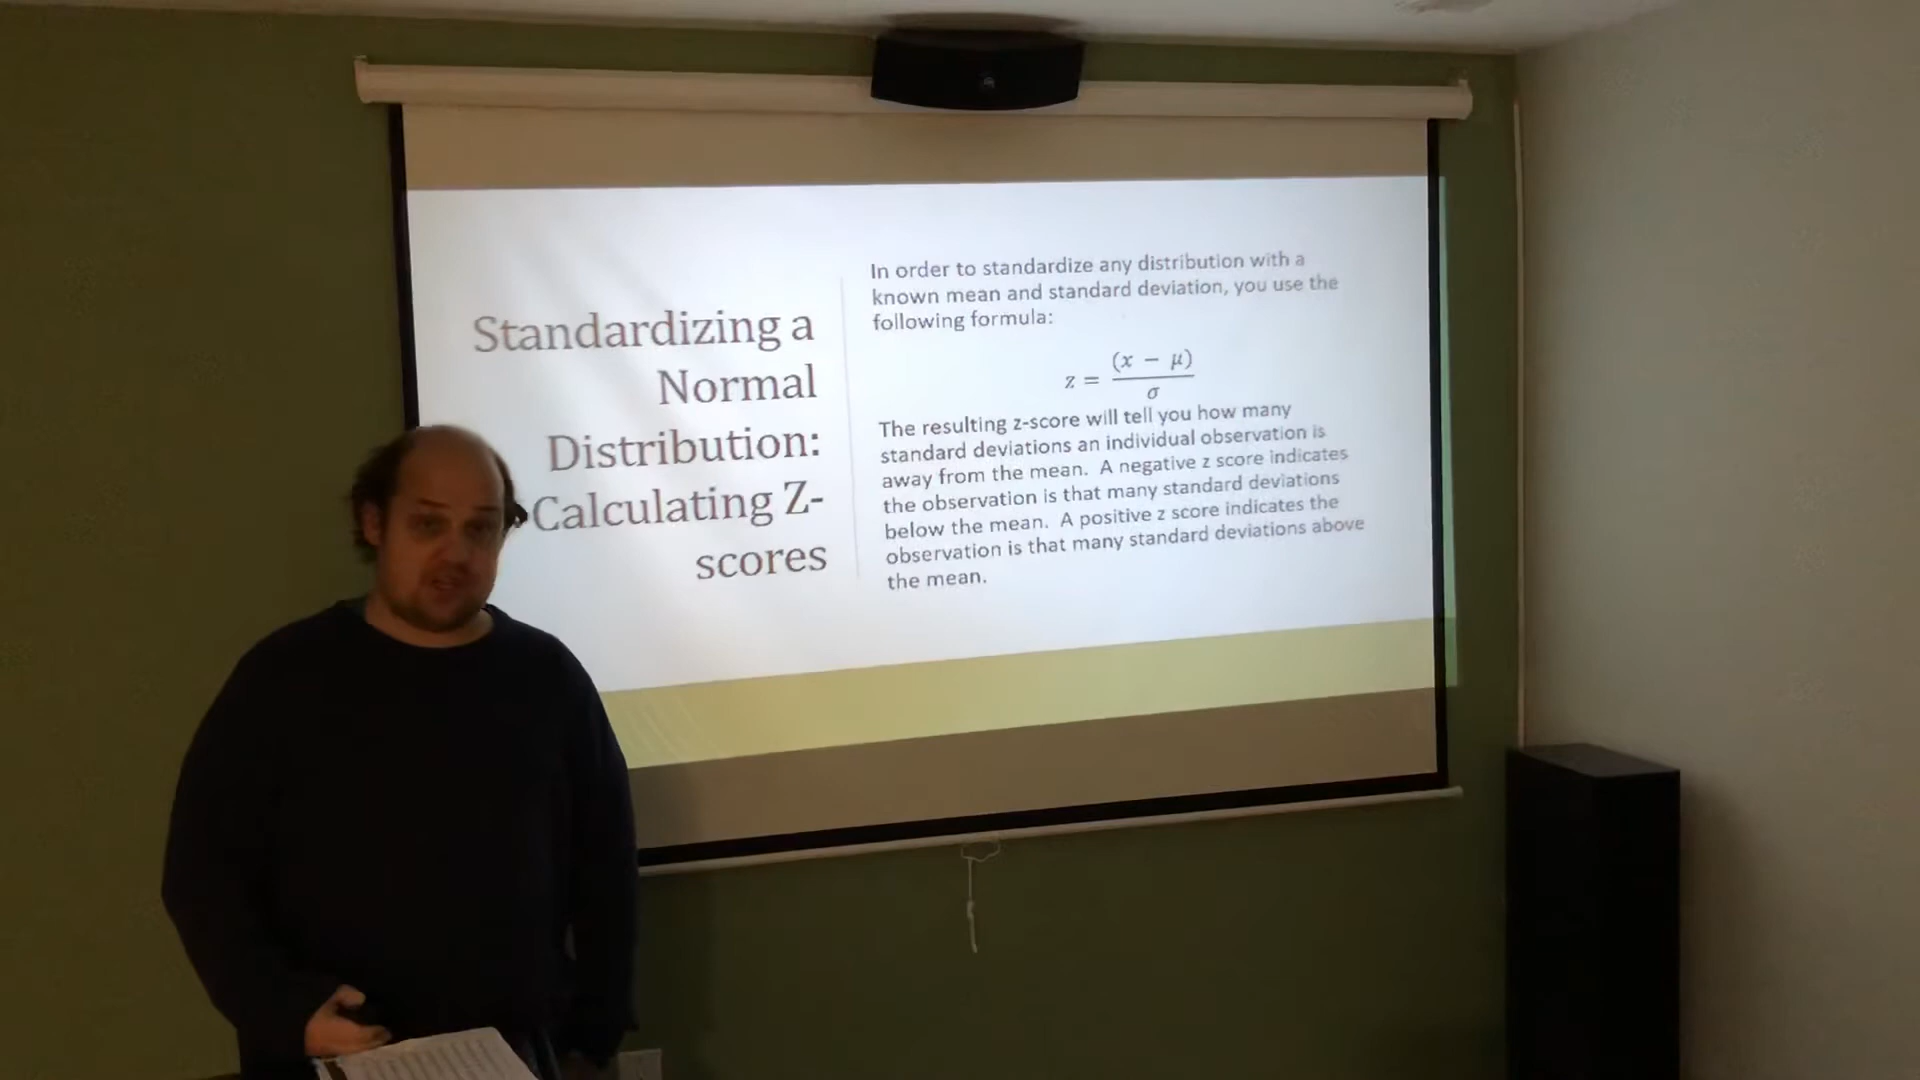 Standardizing a
Normal
Distribution:
Calculating Z-
scores
In order to standardize any distribution with a
known mean and standard deviation, you use the
following formula:
z = (x − μ)
σ
The resulting z-score will tell you how many
standard deviations an individual observation is
away from the mean. A negative z score indicates
the observation is that many standard deviations
below the mean. A positive z score indicates the
observation is that many standard deviations above
the mean.